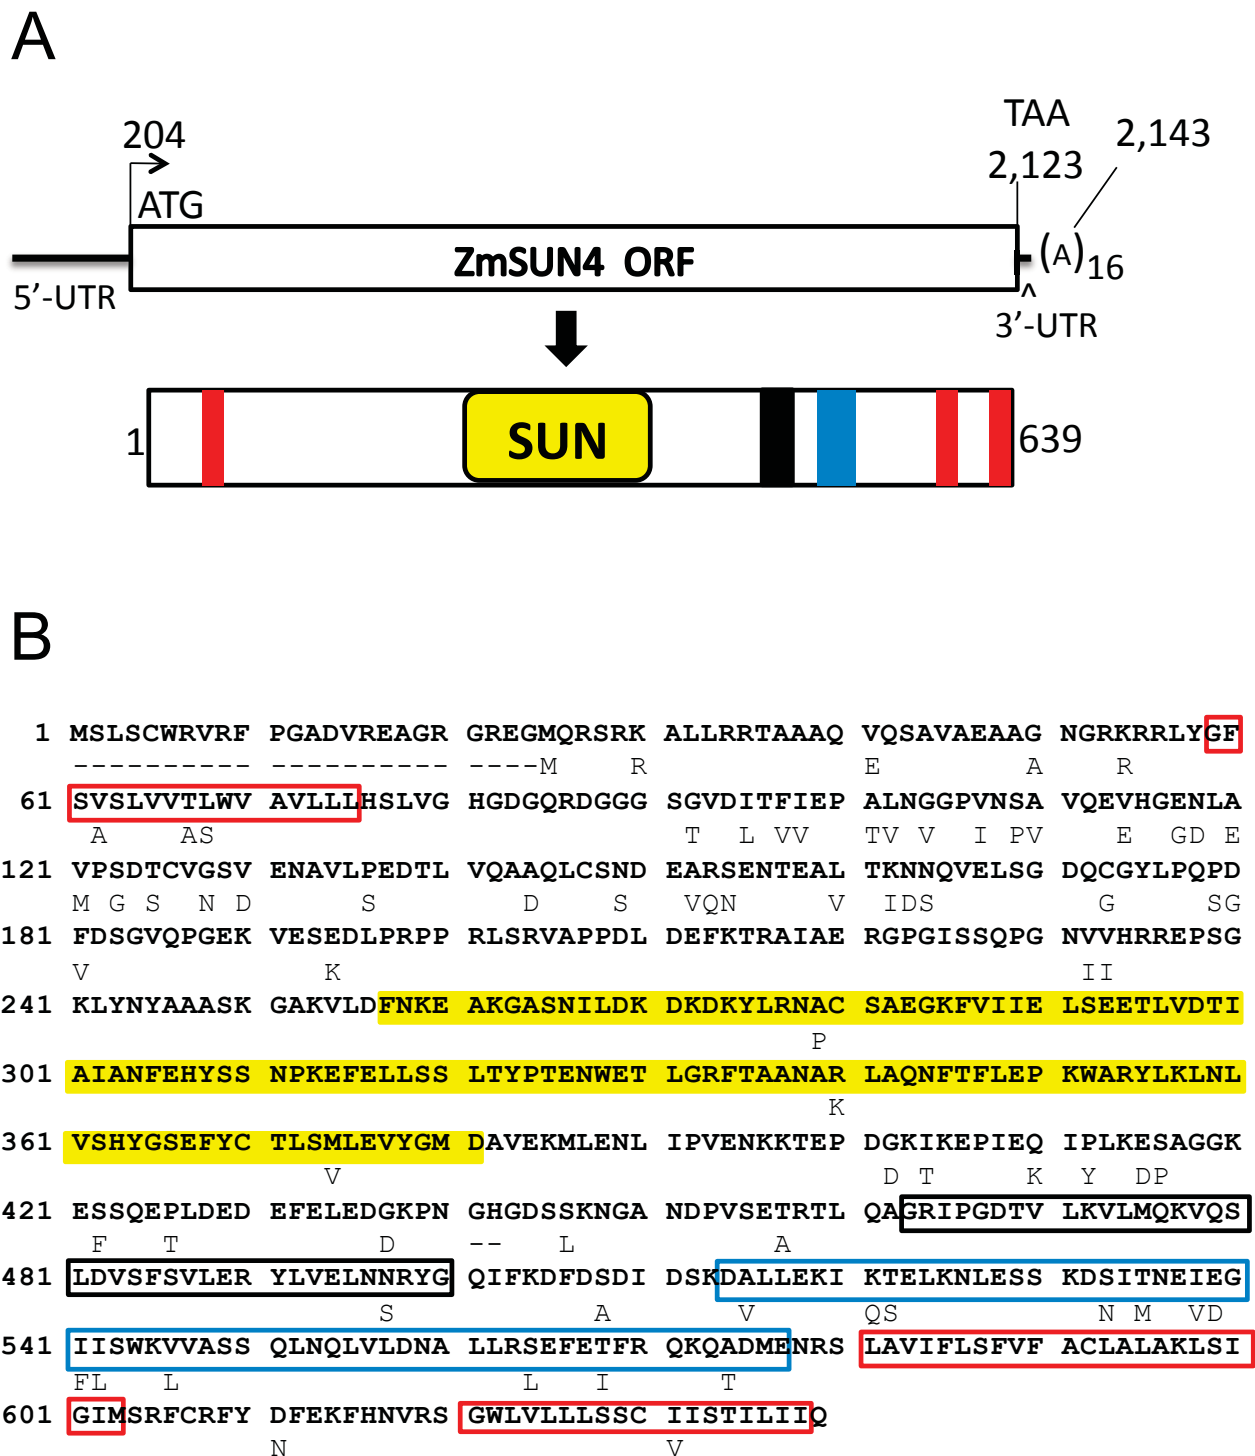 A
TAA
204
2,123
2,143
ATG
ZmSUN4 ORF
(A)16
5’-UTR
^
3’-UTR
1
SUN
639
B
1 MSLSCWRVRF PGADVREAGR GREGMQRSRK ALLRRTAAAQ VQSAVAEAAG NGRKRRLYGF
---------- ---------- ----M R E A R
61 SVSLVVTLWV AVLLLHSLVG HGDGQRDGGG SGVDITFIEP ALNGGPVNSA VQEVHGENLA
A AS T L VV TV V I PV E GD E
121 VPSDTCVGSV ENAVLPEDTL VQAAQLCSND EARSENTEAL TKNNQVELSG DQCGYLPQPD
M G S N D S D S VQN V IDS G SG
181 FDSGVQPGEK VESEDLPRPP RLSRVAPPDL DEFKTRAIAE RGPGISSQPG NVVHRREPSG
V K II
241 KLYNYAAASK GAKVLDFNKE AKGASNILDK DKDKYLRNAC SAEGKFVIIE LSEETLVDTI
P
301 AIANFEHYSS NPKEFELLSS LTYPTENWET LGRFTAANAR LAQNFTFLEP KWARYLKLNL
K
361 VSHYGSEFYC TLSMLEVYGM DAVEKMLENL IPVENKKTEP DGKIKEPIEQ IPLKESAGGK
V D T K Y DP
421 ESSQEPLDED EFELEDGKPN GHGDSSKNGA NDPVSETRTL QAGRIPGDTV LKVLMQKVQS
F T D -- L A
481 LDVSFSVLER YLVELNNRYG QIFKDFDSDI DSKDALLEKI KTELKNLESS KDSITNEIEG
S A V QS N M VD
541 IISWKVVASS QLNQLVLDNA LLRSEFETFR QKQADMENRS LAVIFLSFVF ACLALAKLSI
FL L L I T
601 GIMSRFCRFY DFEKFHNVRS GWLVLLLSSC IISTILIIQ
N V